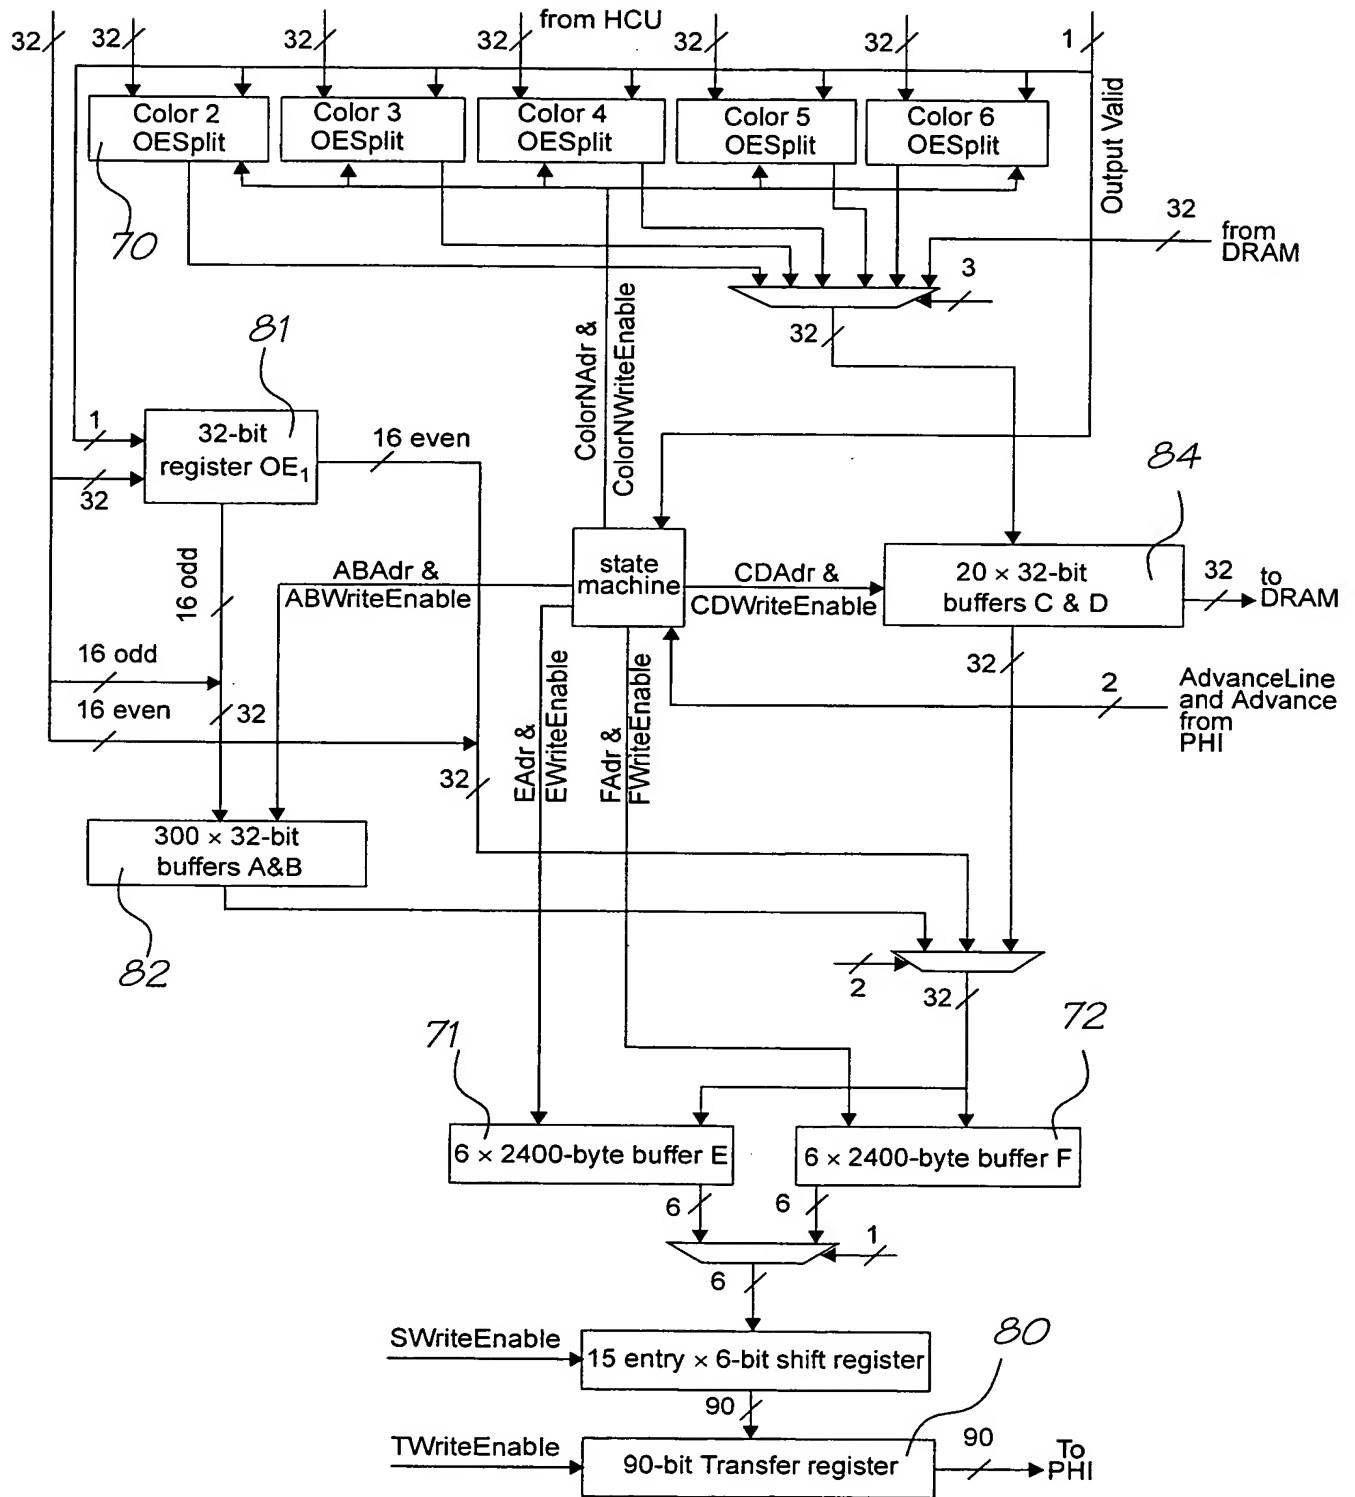 from HCU
32
32
32
32
32
32
1
Color 2
OESplit
Color 3
OESplit
Color 4
OESplit
Color 5
OESplit
Color 6
OESplit
Output Valid
70
32
from
DRAM
3
32
ColorNAdr &
ColorNWriteEnable
81
1
32
32-bit
register OE1
16 even
84
16 odd
ABAdr &
ABWriteEnable
state
machine
CDAdr &
CDWriteEnable
20 × 32-bit
buffers C & D
32
to
DRAM
16 odd
16 even
32
32
32
2
AdvanceLine
and Advance
from
PHI
EAdr &
EWriteEnable
FAdr &
FWriteEnable
300 × 32-bit
buffers A&B
82
2
32
71
72
6 × 2400-byte buffer E
6 × 2400-byte buffer F
6
6
1
6
SWriteEnable
15 entry × 6-bit shift register
80
90
TWriteEnable
90-bit Transfer register
90
To
PHI